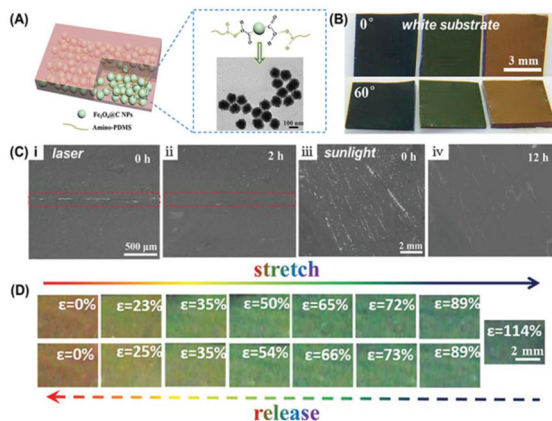 (A)
Fe₃O₄@C NPs
Amino-PDMS
100 nm
(B)
0°
white substrate
3 mm
60°
(C)
i
laser
0 h
500 μm
ii
2 h
iii
sunlight
0 h
2 mm
iv
12 h
stretch
(D)
ε=0%
ε=23%
ε=35%
ε=50%
ε=65%
ε=72%
ε=89%
ε=114%
2 mm
ε=0%
ε=25%
ε=35%
ε=54%
ε=66%
ε=73%
ε=89%
release